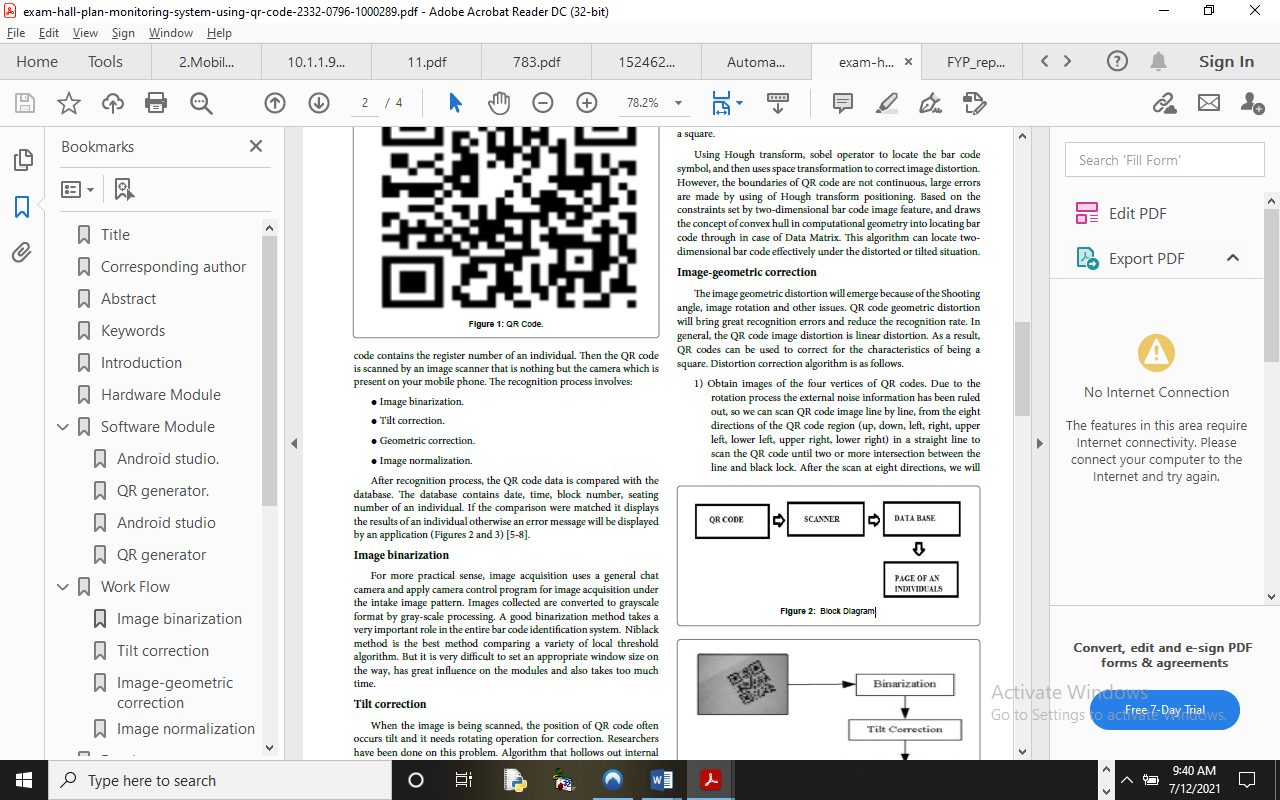 exam-hall-plan-monitoring-system-using-qr-code-2332-0796-1000289.pdf - Adobe Acrobat Reader DC (32-bit)
File Edit View Sign Window Help
Home Tools 2.Mobil... 10.1.1.9... 11.pdf 783.pdf 152462... Automa... exam-h... FYP_rep... Sign In
2 / 4 78.2%
Bookmarks
Title
Corresponding author
Abstract
Keywords
Introduction
Hardware Module
Software Module
Android studio.
QR generator.
Android studio
QR generator
Work Flow
Image binarization
Tilt correction
Image-geometric
correction
Image normalization
Figure 1: QR Code.
code contains the register number of an individual. Then the QR code
is scanned by an image scanner that is nothing but the camera which is
present on your mobile phone. The recognition process involves:
● Image binarization.
● Tilt correction.
● Geometric correction.
● Image normalization.
After recognition process, the QR code data is compared with the
database. The database contains date, time, block number, seating
number of an individual. If the comparison were matched it displays
the results of an individual otherwise an error message will be displayed
by an application (Figures 2 and 3) [5-8].
Image binarization
For more practical sense, image acquisition uses a general chat
camera and apply camera control program for image acquisition under
the intake image pattern. Images collected are converted to grayscale
format by gray-scale processing. A good binarization method takes a
very important role in the entire bar code identification system. Niblack
method is the best method comparing a variety of local threshold
algorithm. But it is very difficult to set an appropriate window size on
the way, has great influence on the modules and also takes too much
time.
Tilt correction
When the image is being scanned, the position of QR code often
occurs tilt and it needs rotating operation for correction. Researchers
have been done on this problem. Algorithm that hollows out internal
a square.
Using Hough transform, sobel operator to locate the bar code
symbol, and then uses space transformation to correct image distortion.
However, the boundaries of QR code are not continuous, large errors
are made by using of Hough transform positioning. Based on the
constraints set by two-dimensional bar code image feature, and draws
the concept of convex hull in computational geometry into locating bar
code through in case of Data Matrix. This algorithm can locate two-
dimensional bar code effectively under the distorted or tilted situation.
Image-geometric correction
The image geometric distortion will emerge because of the Shooting
angle, image rotation and other issues. QR code geometric distortion
will bring great recognition errors and reduce the recognition rate. In
general, the QR code image distortion is linear distortion. As a result,
QR codes can be used to correct for the characteristics of being a
square. Distortion correction algorithm is as follows.
1) Obtain images of the four vertices of QR codes. Due to the
rotation process the external noise information has been ruled
out, so we can scan QR code image line by line, from the eight
directions of the QR code region (up, down, left, right, upper
left, lower left, upper right, lower right) in a straight line to
scan the QR code until two or more intersection between the
line and black lock. After the scan at eight directions, we will
QR CODE SCANNER DATA BASE
PAGE OF AN
INDIVIDUALS
Figure 2: Block Diagram
Binarization
Tilt Correction
Search 'Fill Form'
Edit PDF
Export PDF
No Internet Connection
The features in this area require
Internet connectivity. Please
connect your computer to the
Internet and try again.
Convert, edit and e-sign PDF
forms & agreements
Free 7-Day Trial
Activate Windows
Go to Settings to activate Windows.
Type here to search
9:40 AM
7/12/2021